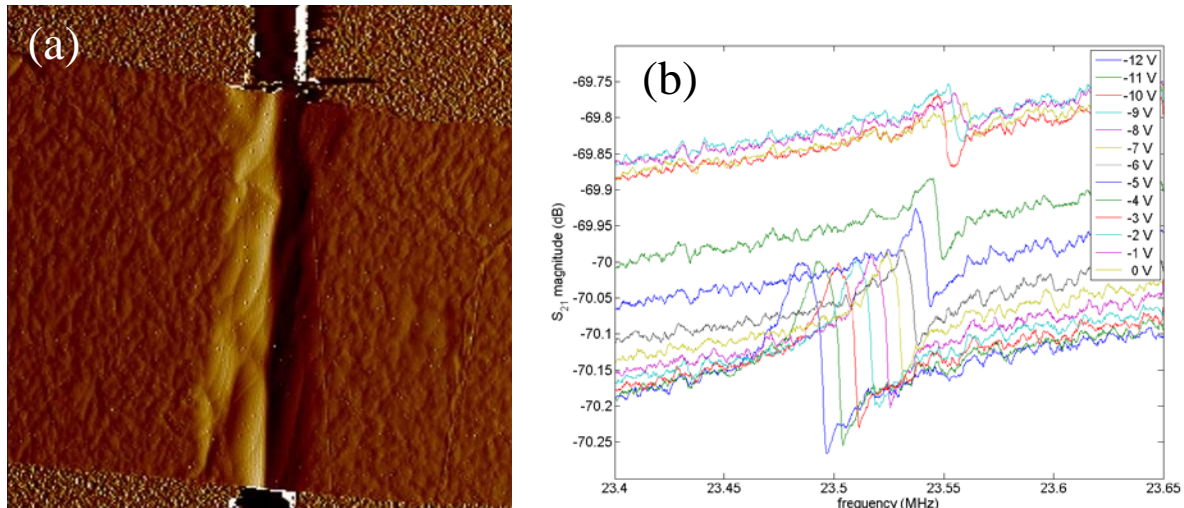 (a)
(b)
S21 magnitude (dB)
-69.75
-69.8
-69.85
-69.9
-69.95
-70
-70.05
-70.1
-70.15
-70.2
-70.25
23.4
23.45
23.5
23.55
23.6
23.65
frequency (MHz)
-12 V
-11 V
-10 V
-9 V
-8 V
-7 V
-6 V
-5 V
-4 V
-3 V
-2 V
-1 V
0 V